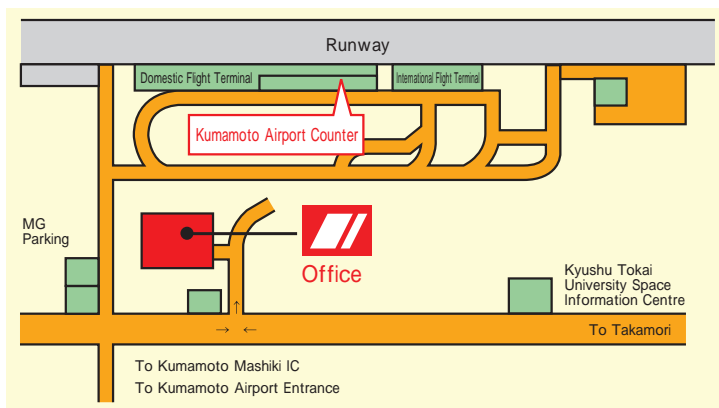 Runway
Domestic Flight Terminal
International Flight Terminal
Kumamoto Airport Counter
MG
Parking
Office
Kyushu Tokai
University Space
Information Centre
To Takamori
To Kumamoto Mashiki IC
To Kumamoto Airport Entrance